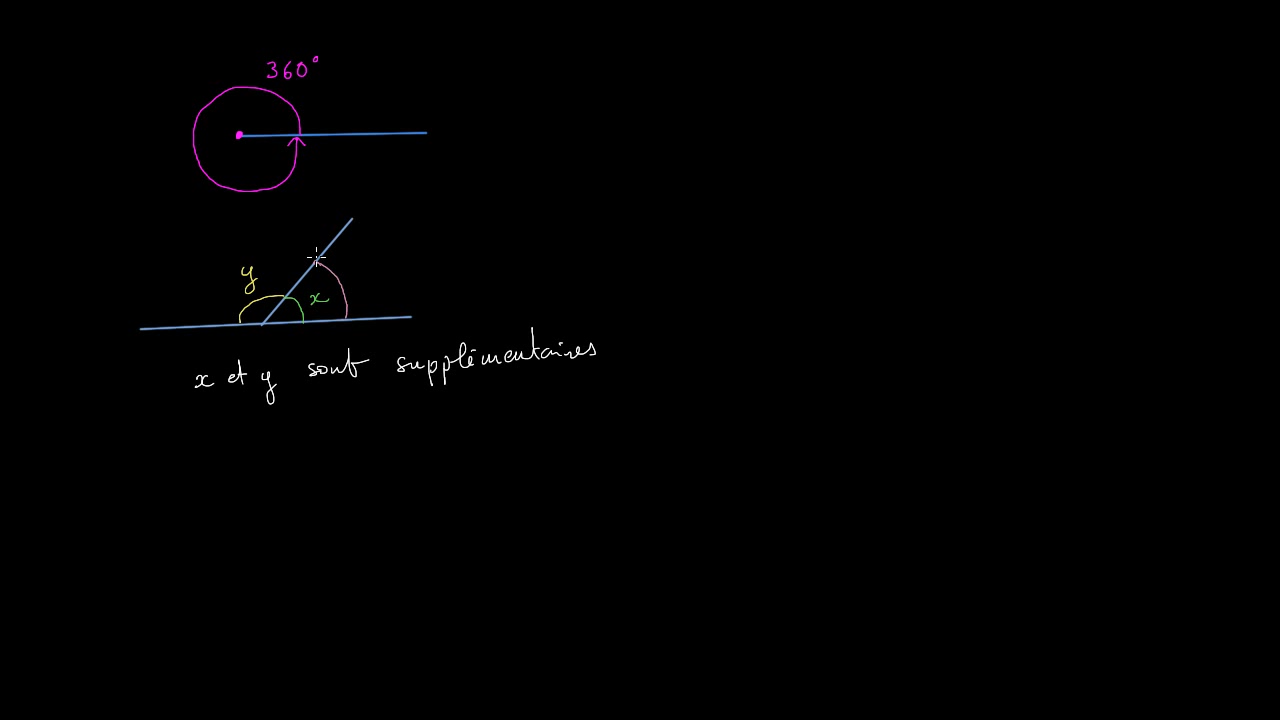 360°
y
x
x et y sont supplémentaires